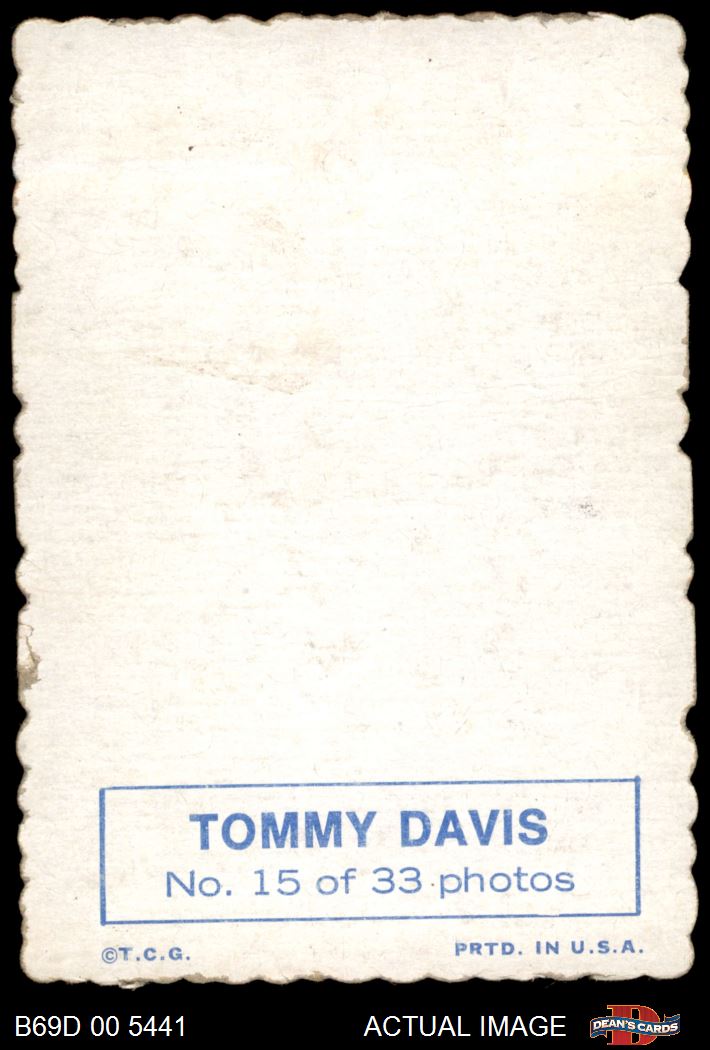 TOMMY DAVIS
No. 15 of 33 photos
©T.C.G.
PRTD. IN U.S.A.
B69D 00 5441
ACTUAL IMAGE
DEAN'S CARDS